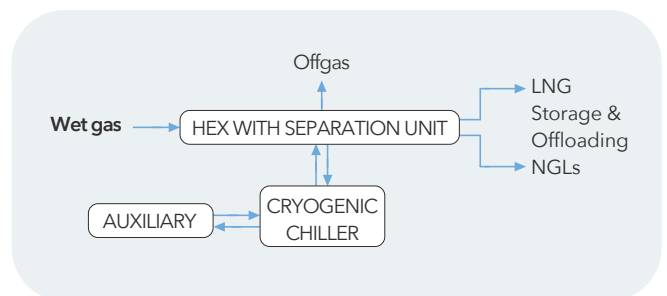 Offgas
Wet gas
HEX WITH SEPARATION UNIT
LNG
Storage &
Offloading
NGLs
AUXILIARY
CRYOGENIC
CHILLER